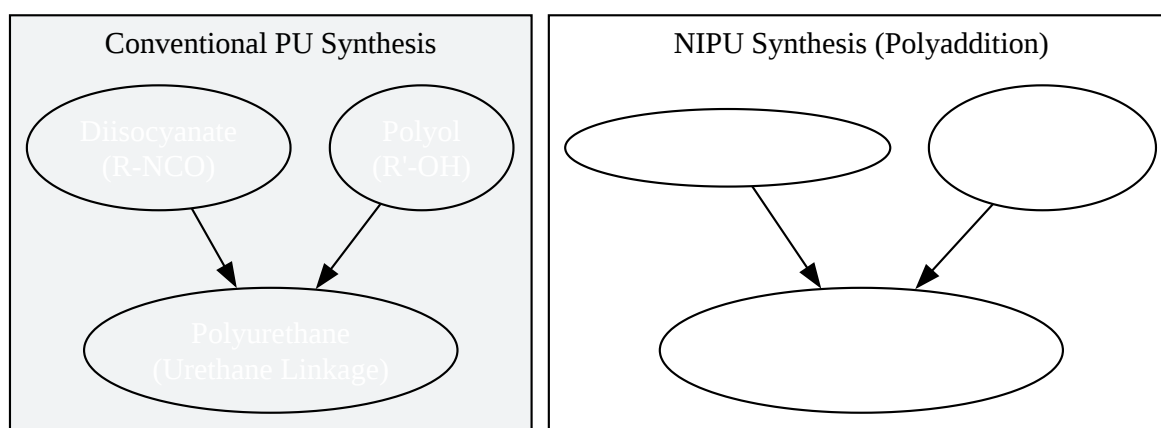 Conventional PU Synthesis
NIPU Synthesis (Polyaddition)
Diisocyanate
(R-NCO)
Polyol
(R'-OH)
Polyurethane
(Urethane Linkage)